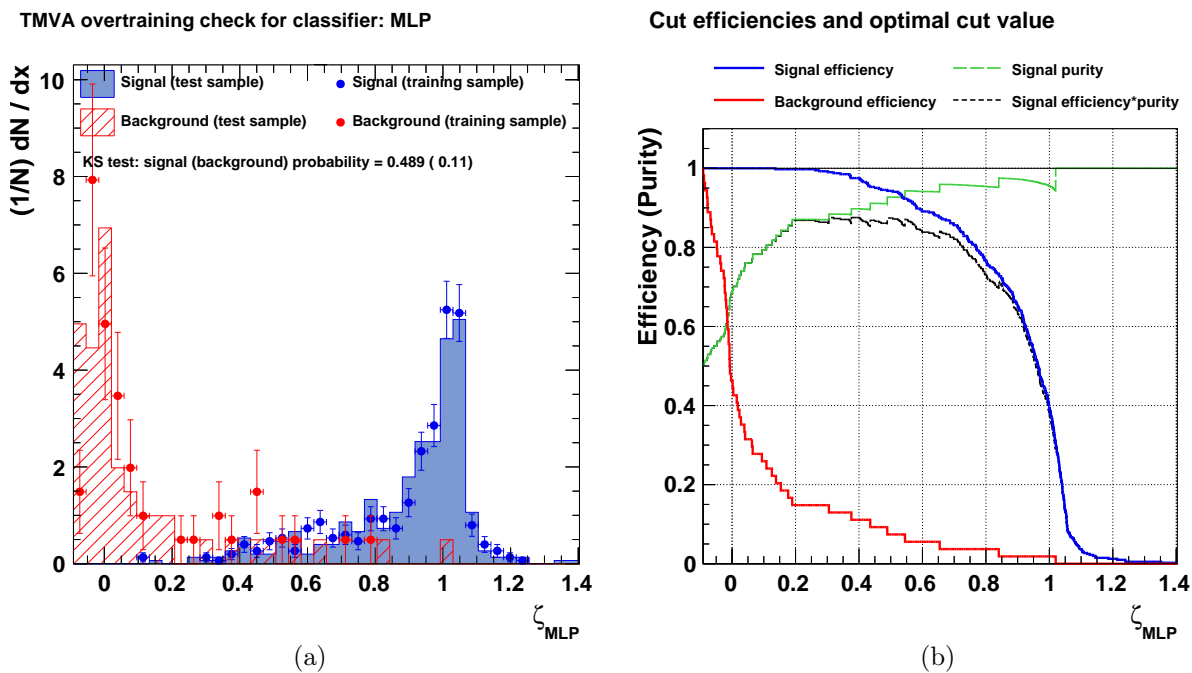 TMVA overtraining check for classifier: MLP
(1/N) dN / dx
Signal (test sample)
Signal (training sample)
Background (test sample)
Background (training sample)
KS test: signal (background) probability = 0.489 ( 0.11)
10
8
6
4
2
0
0 0.2 0.4 0.6 0.8 1 1.2 1.4
ζMLP
(a)
Cut efficiencies and optimal cut value
Signal efficiency
Signal purity
Background efficiency
Signal efficiency*purity
Efficiency (Purity)
1
0.8
0.6
0.4
0.2
0
0 0.2 0.4 0.6 0.8 1 1.2 1.4
ζMLP
(b)